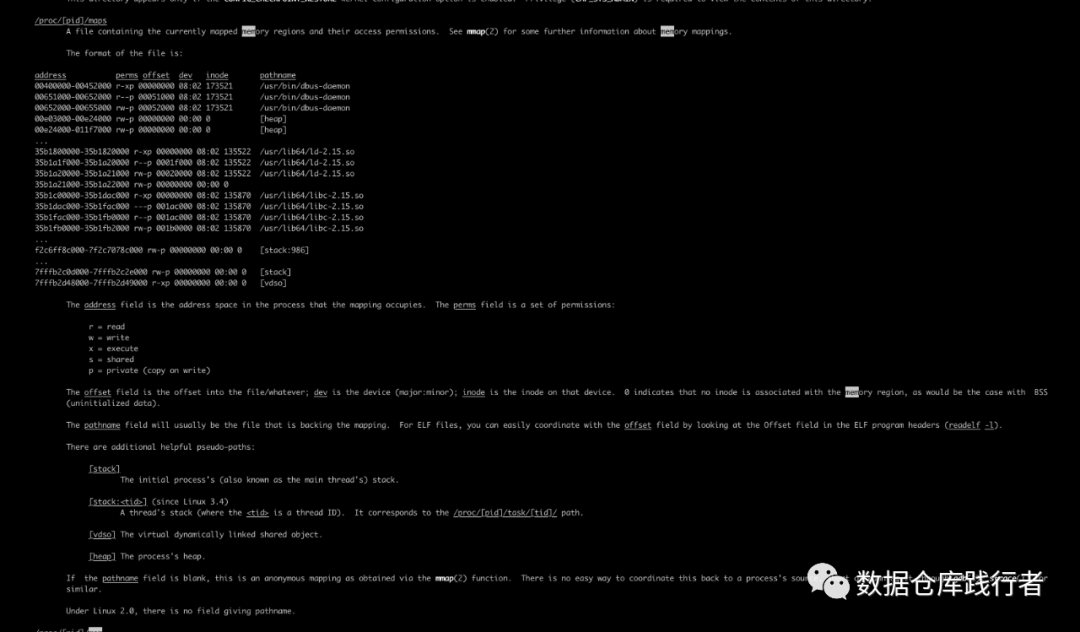 /proc/[pid]/maps
A file containing the currently mapped memory regions and their access permissions.  See mmap(2) for some further information about memory mappings.
The format of the file is:
address           perms offset  dev   inode       pathname
00400000-00452000 r-xp 00000000 08:02 173521      /usr/bin/dbus-daemon
00651000-00652000 r--p 00051000 08:02 173521      /usr/bin/dbus-daemon
00652000-00655000 rw-p 00052000 08:02 173521      /usr/bin/dbus-daemon
00e03000-00e24000 rw-p 00000000 00:00 0           [heap]
00e24000-011f7000 rw-p 00000000 00:00 0           [heap]
...
35b1800000-35b1820000 r-xp 00000000 08:02 135522  /usr/lib64/ld-2.15.so
35b1a1f000-35b1a20000 r--p 0001f000 08:02 135522  /usr/lib64/ld-2.15.so
35b1a20000-35b1a21000 rw-p 00020000 08:02 135522  /usr/lib64/ld-2.15.so
35b1a21000-35b1a22000 rw-p 00000000 00:00 0
35b1c00000-35b1dac000 r-xp 00000000 08:02 135870  /usr/lib64/libc-2.15.so
35b1dac000-35b1fac000 ---p 001ac000 08:02 135870  /usr/lib64/libc-2.15.so
35b1fac000-35b1fb0000 r--p 001ac000 08:02 135870  /usr/lib64/libc-2.15.so
35b1fb0000-35b1fb2000 rw-p 001b0000 08:02 135870  /usr/lib64/libc-2.15.so
...
f2c6ff8c000-7f2c7078c000 rw-p 00000000 00:00 0    [stack:986]
...
7fffb2c0d000-7fffb2c2e000 rw-p 00000000 00:00 0   [stack]
7fffb2d48000-7fffb2d49000 r-xp 00000000 00:00 0   [vdso]
The address field is the address space in the process that the mapping occupies.  The perms field is a set of permissions:
r = read
w = write
x = execute
s = shared
p = private (copy on write)
The offset field is the offset into the file/whatever; dev is the device (major:minor); inode is the inode on that device.  0 indicates that no inode is associated with the memory region, as would be the case with  BSS
(uninitialized data).
The pathname field will usually be the file that is backing the mapping.  For ELF files, you can easily coordinate with the offset field by looking at the Offset field in the ELF program headers (readelf -l).
There are additional helpful pseudo-paths:
[stack]
The initial process's (also known as the main thread's) stack.
[stack:<tid>] (since Linux 3.4)
A thread's stack (where the <tid> is a thread ID).  It corresponds to the /proc/[pid]/task/[tid]/ path.
[vdso] The virtual dynamically linked shared object.
[heap] The process's heap.
If  the pathname field is blank, this is an anonymous mapping as obtained via the mmap(2) function.  There is no easy way to coordinate this back to a process's
similar.
数据仓库践行者
Under Linux 2.0, there is no field giving pathname.